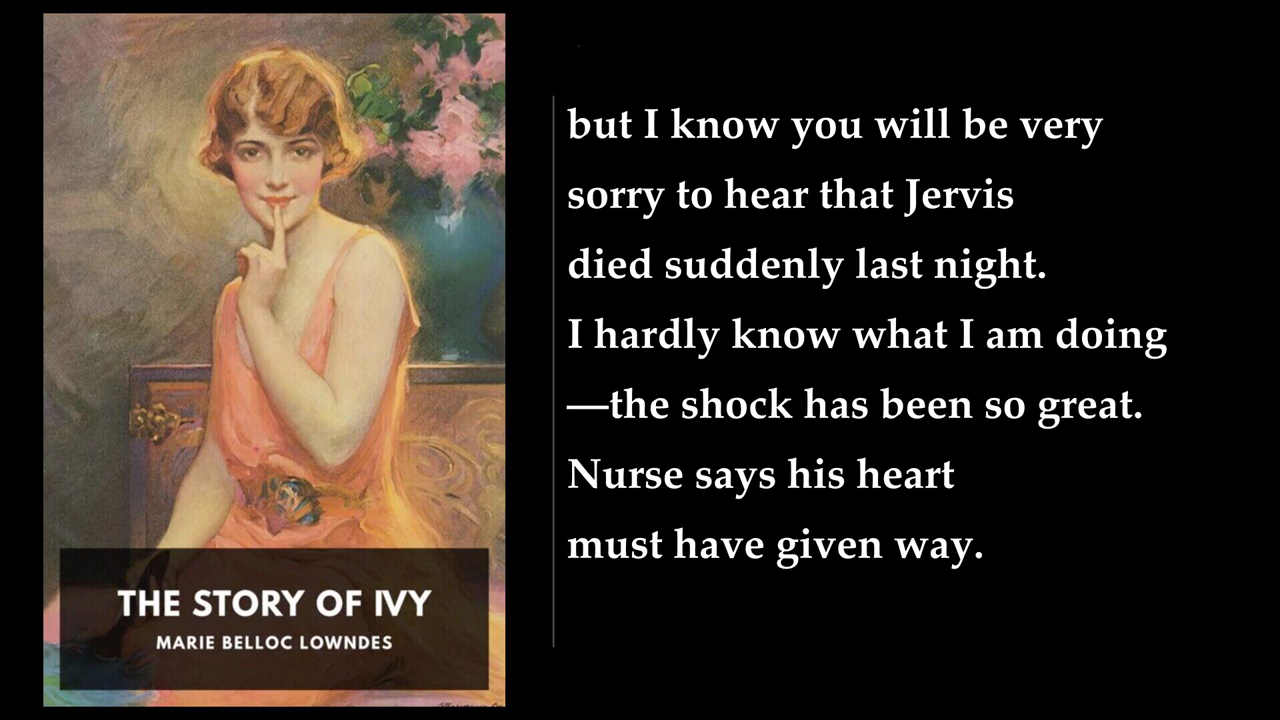 THE STORY OF IVY
MARIE BELLOC LOWNDES
but I know you will be very
sorry to hear that Jervis
died suddenly last night.
I hardly know what I am doing
—the shock has been so great.
Nurse says his heart
must have given way.